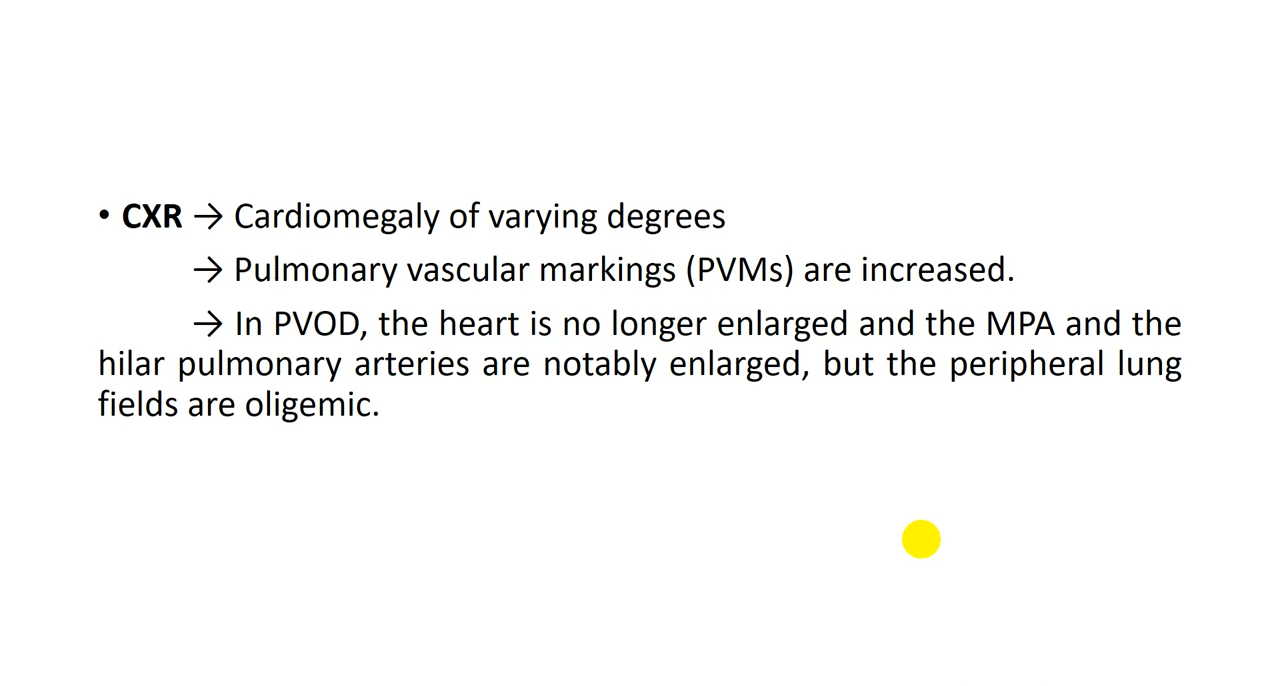 • CXR → Cardiomegaly of varying degrees
→ Pulmonary vascular markings (PVMs) are increased.
→ In PVOD, the heart is no longer enlarged and the MPA and the
hilar pulmonary arteries are notably enlarged, but the peripheral lung
fields are oligemic.